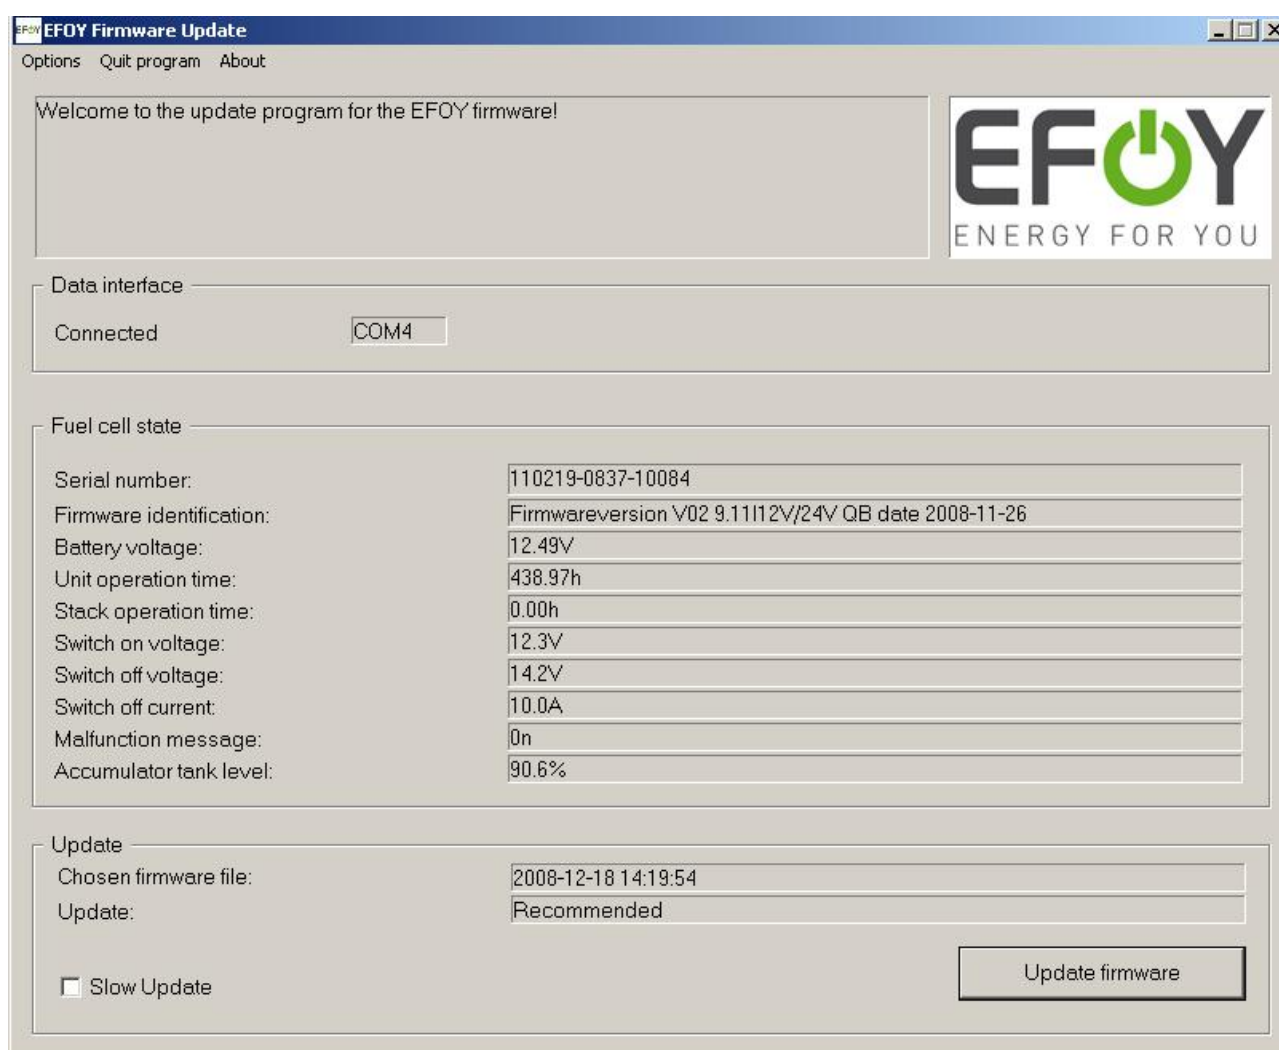 EFOY EFOY Firmware Update
Options Quit program About
Welcome to the update program for the EFOY firmware!
EFOY
ENERGY FOR YOU
Data interface
Connected COM4
Fuel cell state
Serial number: 110219-0837-10084
Firmware identification: Firmwareversion V02 9.11I12V/24V QB date 2008-11-26
Battery voltage: 12.49V
Unit operation time: 438.97h
Stack operation time: 0.00h
Switch on voltage: 12.3V
Switch off voltage: 14.2V
Switch off current: 10.0A
Malfunction message: 0n
Accumulator tank level: 90.6%
Update
Chosen firmware file: 2008-12-18 14:19:54
Update: Recommended
Slow Update Update firmware